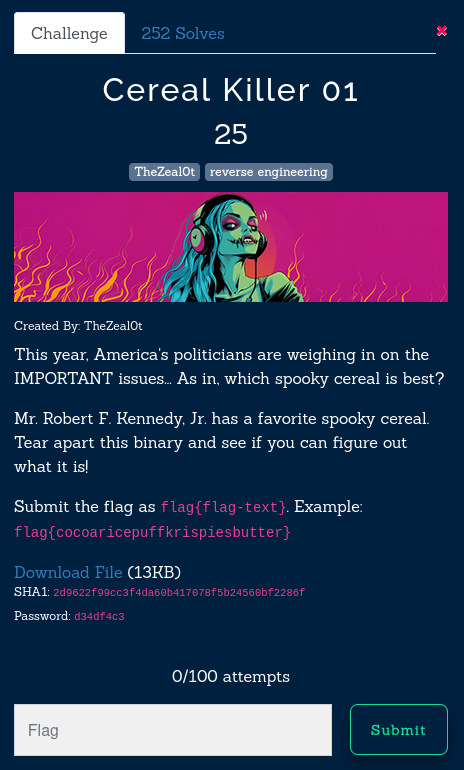 Challenge
252 Solves
✖
Cereal Killer 01
25
TheZeal0t reverse engineering
Created By: TheZeal0t
This year, America's politicians are weighing in on the
IMPORTANT issues... As in, which spooky cereal is best?
Mr. Robert F. Kennedy, Jr. has a favorite spooky cereal.
Tear apart this binary and see if you can figure out
what it is!
Submit the flag as flag{flag-text}. Example:
flag{cocoaricepuffkrispiesbutter}
Download File (13KB)
SHA1: 2d9622f99cc3f4da60b417078f5b24560bf2286f
Password: d34df4c3
0/100 attempts
Flag
Submit